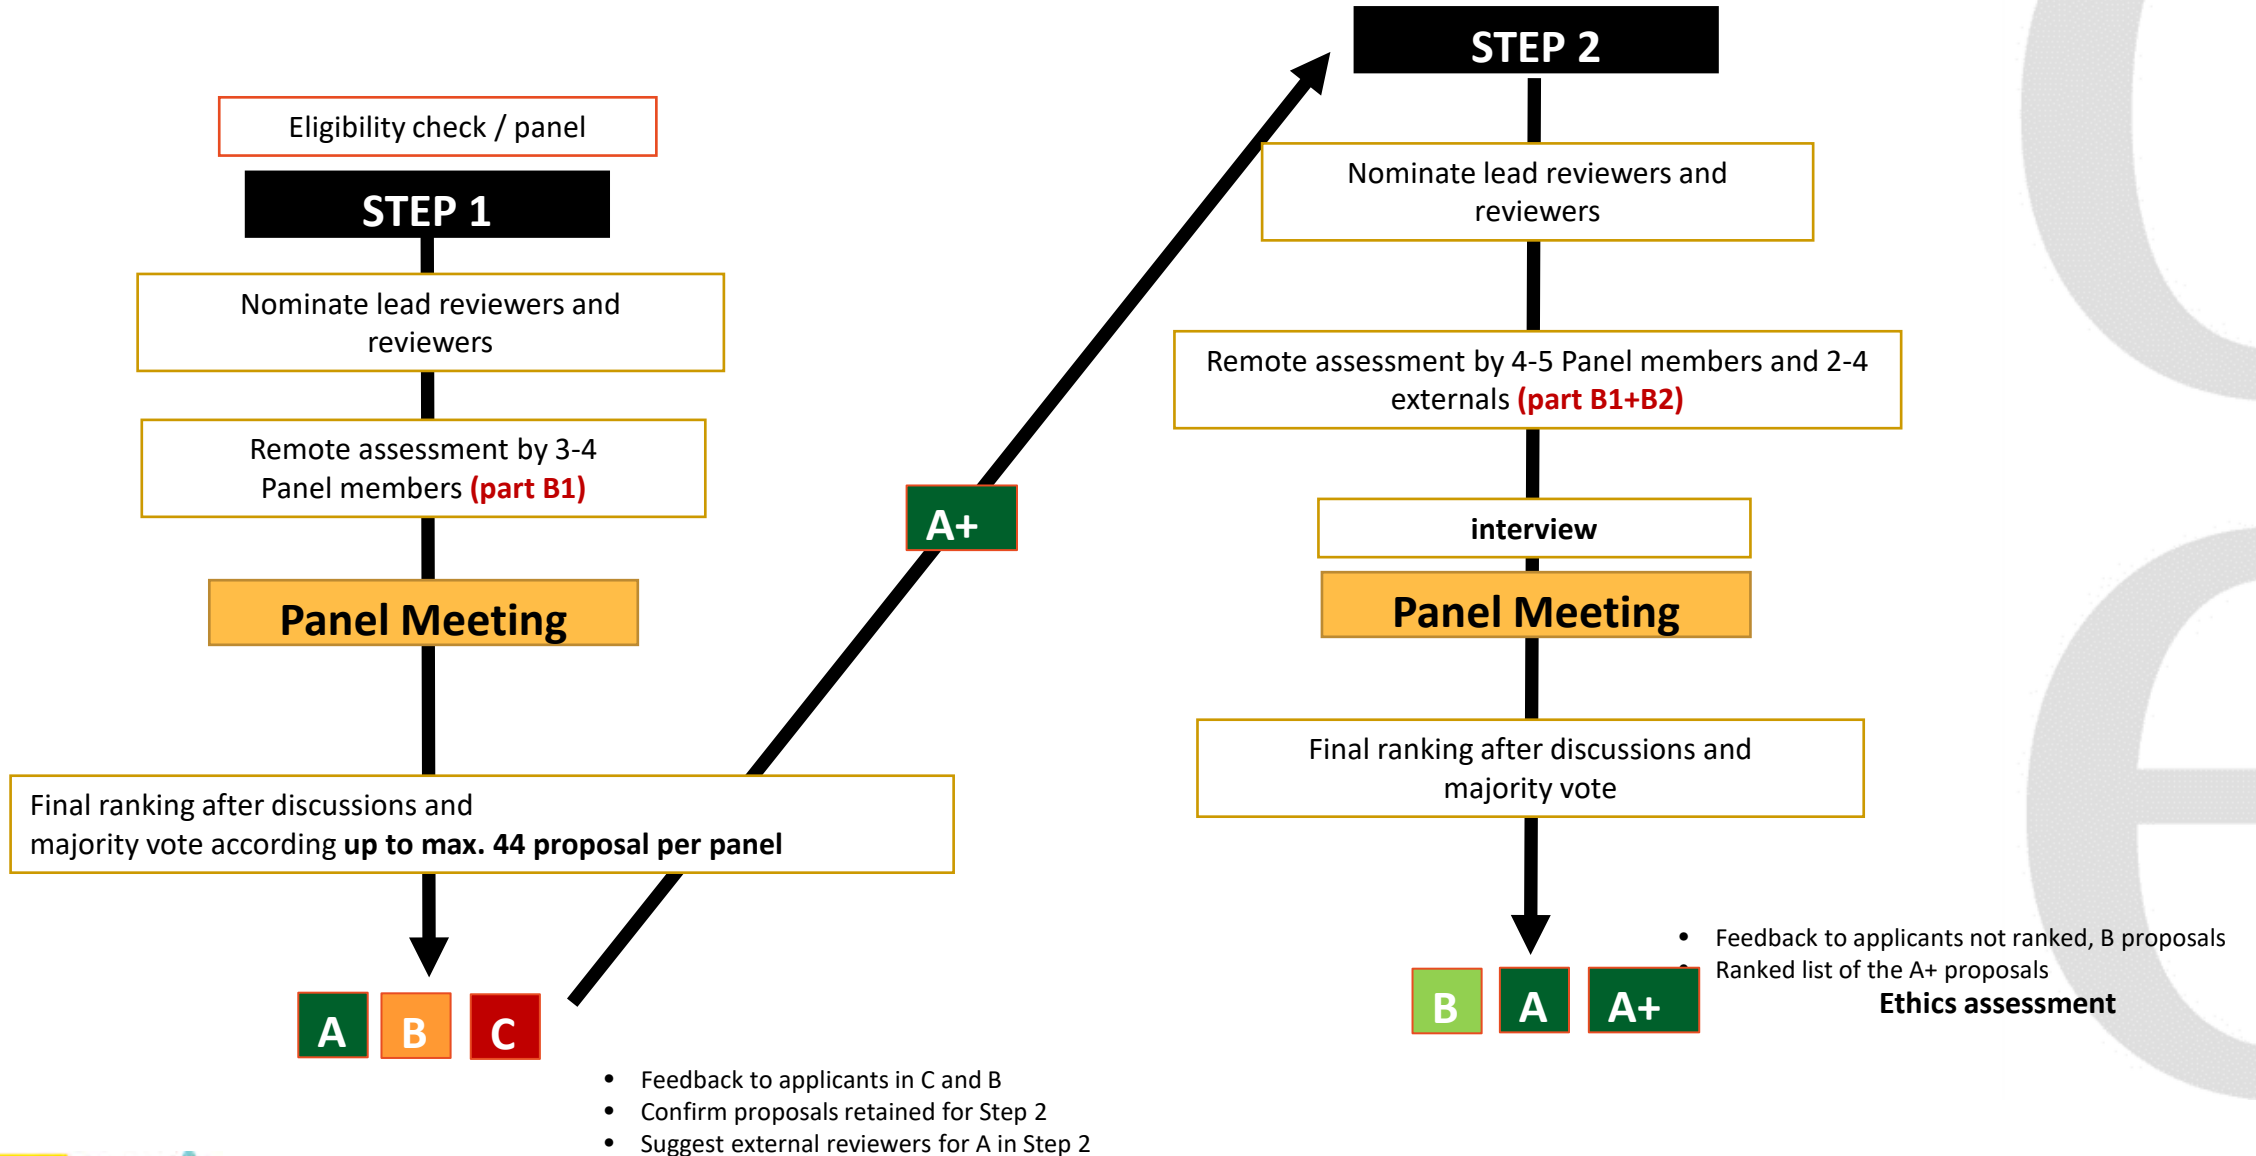 Eligibility check / panel
STEP 1
Nominate lead reviewers and
reviewers
Remote assessment by 3-4
Panel members (part B1)
Panel Meeting
Final ranking after discussions and
majority vote according up to max. 44 proposal per panel
A
B
C
• Feedback to applicants in C and B
• Confirm proposals retained for Step 2
• Suggest external reviewers for A in Step 2
A+
STEP 2
Nominate lead reviewers and
reviewers
Remote assessment by 4-5 Panel members and 2-4
externals (part B1+B2)
interview
Panel Meeting
Final ranking after discussions and
majority vote
B
A
A+
• Feedback to applicants not ranked, B proposals
• Ranked list of the A+ proposals
Ethics assessment
e